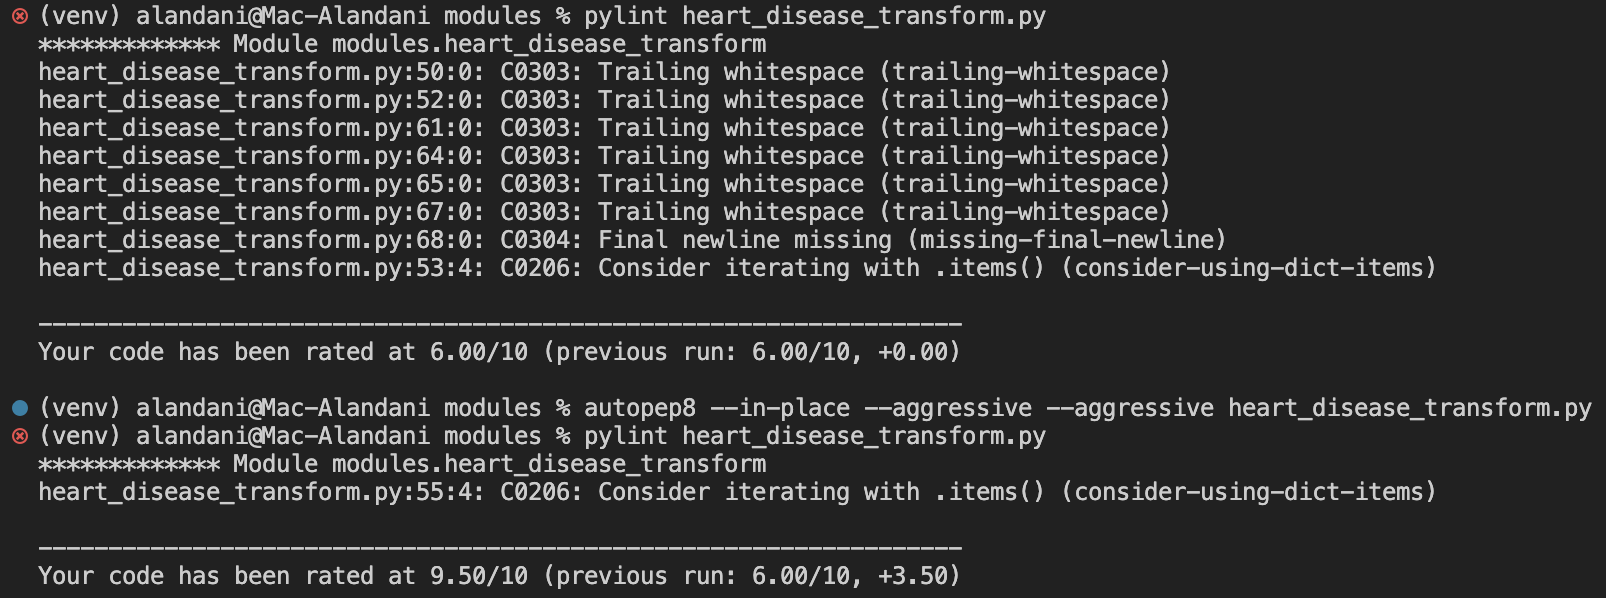 (venv) alandani@Mac-Alandani modules % pylint heart_disease_transform.py
************* Module modules.heart_disease_transform
heart_disease_transform.py:50:0: C0303: Trailing whitespace (trailing-whitespace)
heart_disease_transform.py:52:0: C0303: Trailing whitespace (trailing-whitespace)
heart_disease_transform.py:61:0: C0303: Trailing whitespace (trailing-whitespace)
heart_disease_transform.py:64:0: C0303: Trailing whitespace (trailing-whitespace)
heart_disease_transform.py:65:0: C0303: Trailing whitespace (trailing-whitespace)
heart_disease_transform.py:67:0: C0303: Trailing whitespace (trailing-whitespace)
heart_disease_transform.py:68:0: C0304: Final newline missing (missing-final-newline)
heart_disease_transform.py:53:4: C0206: Consider iterating with .items() (consider-using-dict-items)
------------------------------------------------------------------
Your code has been rated at 6.00/10 (previous run: 6.00/10, +0.00)
(venv) alandani@Mac-Alandani modules % autopep8 --in-place --aggressive --aggressive heart_disease_transform.py
(venv) alandani@Mac-Alandani modules % pylint heart_disease_transform.py
************* Module modules.heart_disease_transform
heart_disease_transform.py:55:4: C0206: Consider iterating with .items() (consider-using-dict-items)
------------------------------------------------------------------
Your code has been rated at 9.50/10 (previous run: 6.00/10, +3.50)